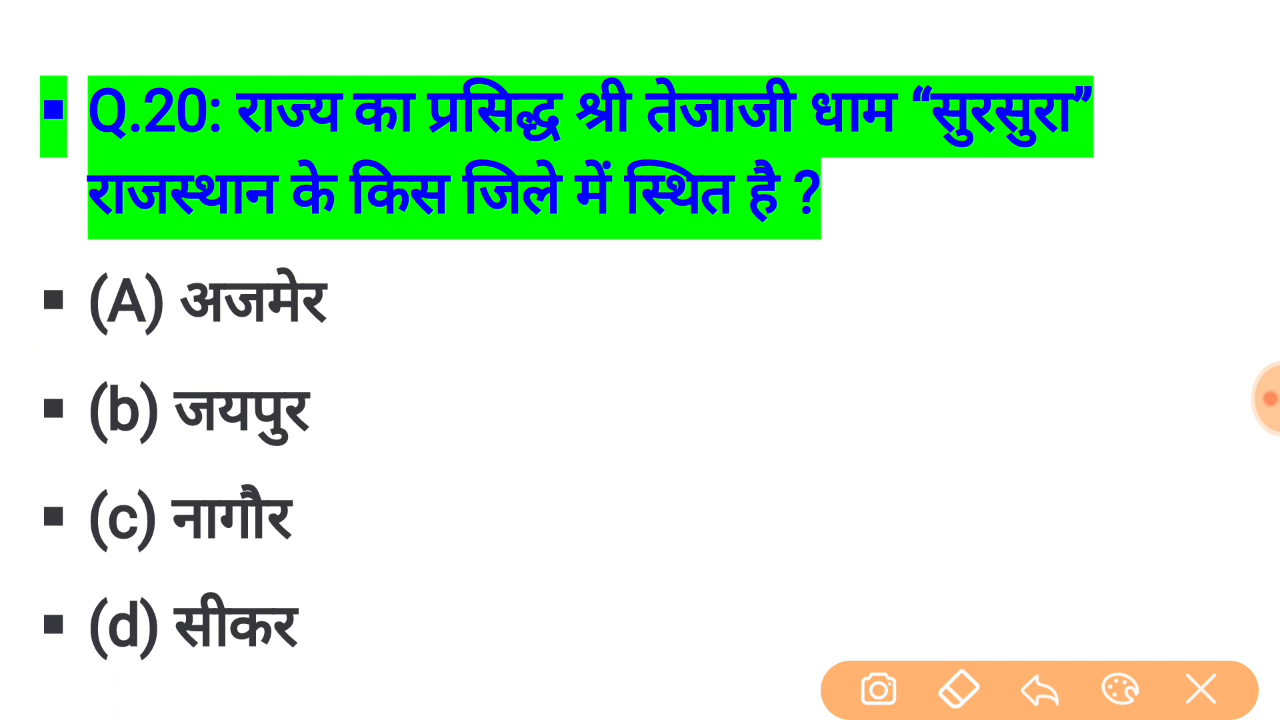 ▪ Q.20: राज्य का प्रसिद्ध श्री तेजाजी धाम “सुरसुरा”
राजस्थान के किस जिले में स्थित है ?
▪ (A) अजमेर
▪ (b) जयपुर
▪ (c) नागौर
▪ (d) सीकर